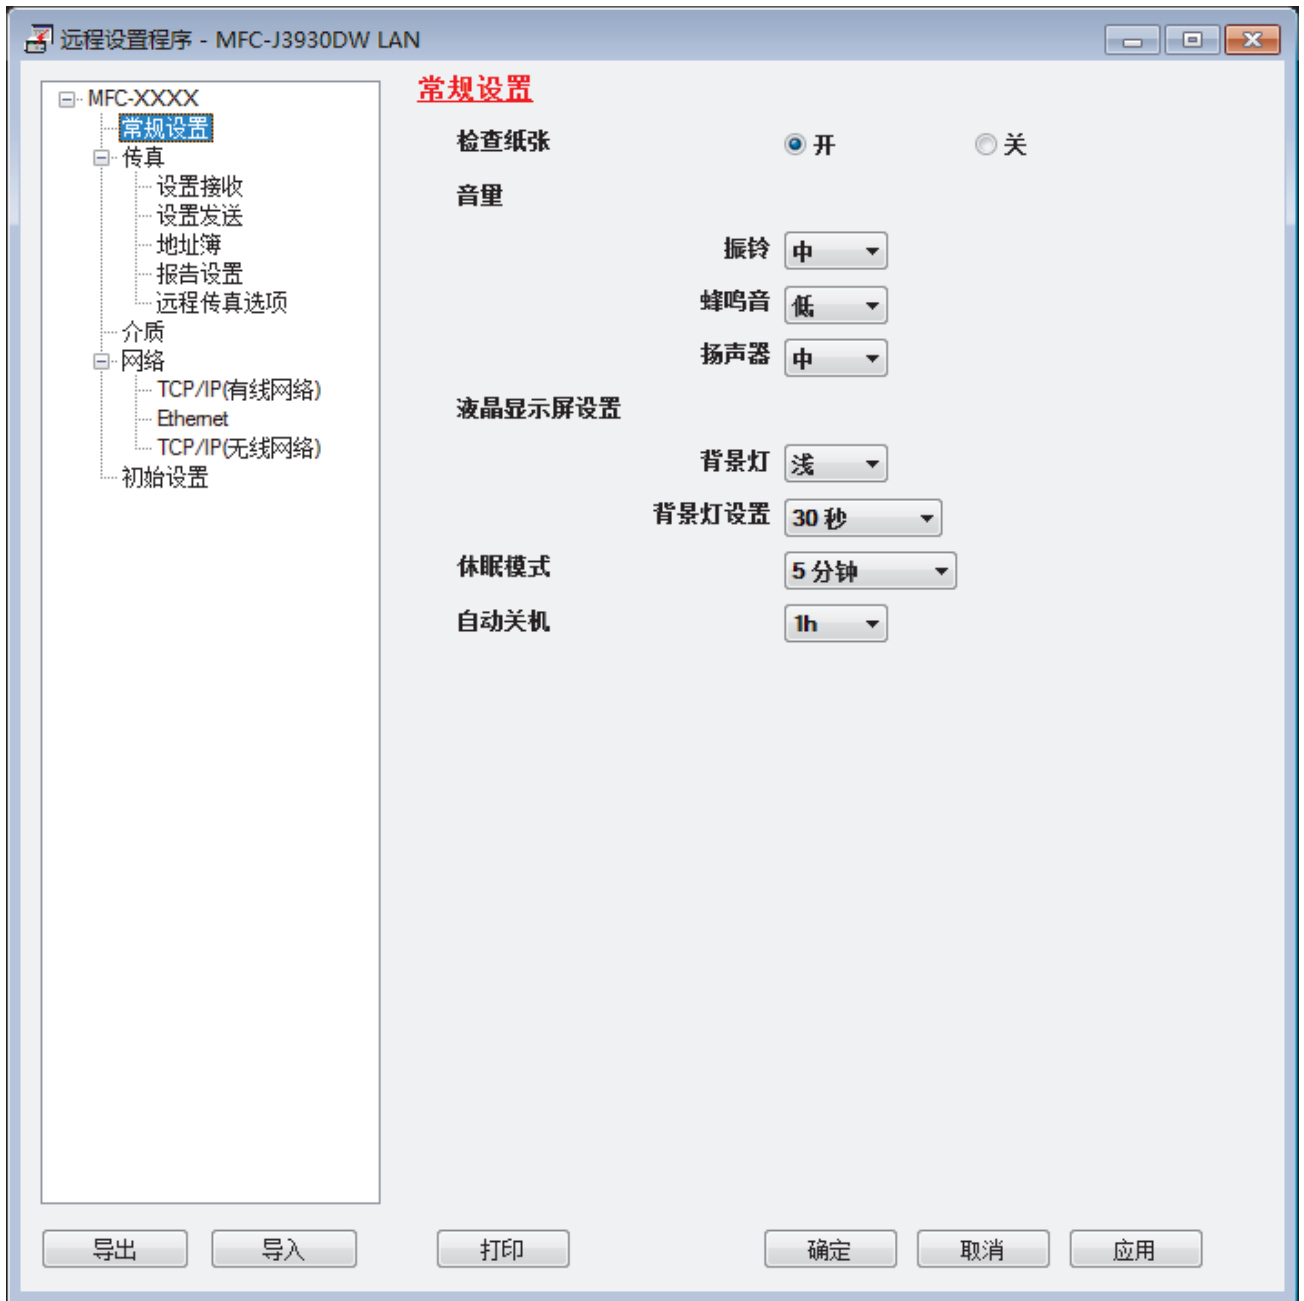 远程设置程序 - MFC-J3930DW LAN
MFC-XXXX
常规设置
传真
设置接收
设置发送
地址簿
报告设置
远程传真选项
介质
网络
TCP/IP(有线网络)
Ethernet
TCP/IP(无线网络)
初始设置
常规设置
检查纸张 开 关
音量
振铃 中
蜂鸣音 低
扬声器 中
液晶显示屏设置
背景灯 浅
背景灯设置 30 秒
休眠模式 5 分钟
自动关机 1h
导出 导入 打印 确定 取消 应用